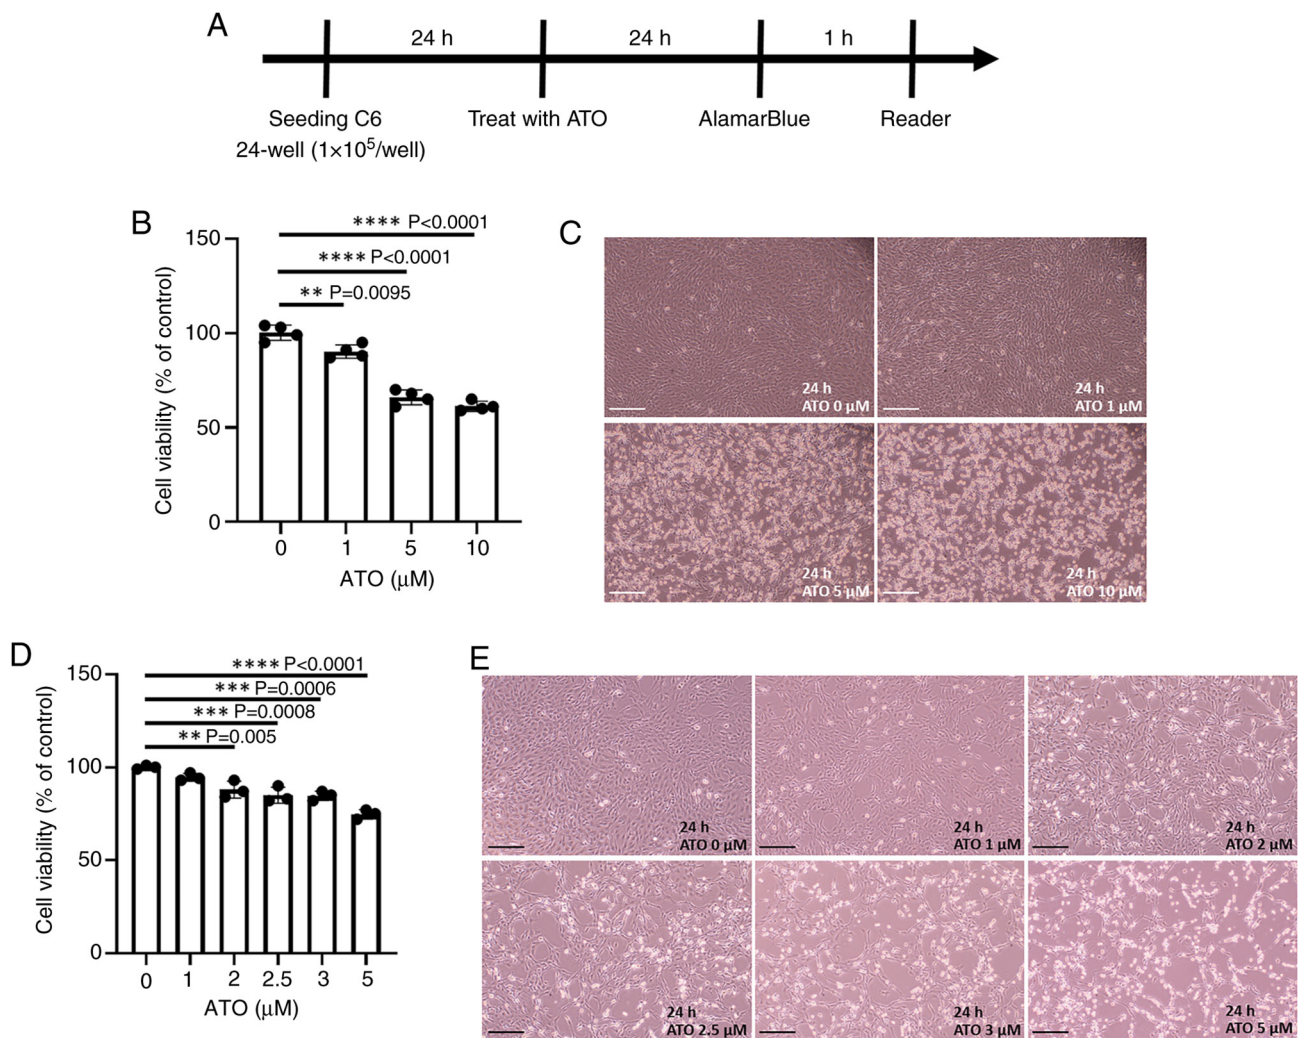 A
24 h
24 h
1 h
Seeding C6
24-well (1×10⁵/well)
Treat with ATO
AlamarBlue
Reader
B
**** P<0.0001
**** P<0.0001
** P=0.0095
150
100
50
0
Cell viability (% of control)
0 1 5 10
ATO (μM)
C
24 h
ATO 0 μM
24 h
ATO 1 μM
24 h
ATO 5 μM
24 h
ATO 10 μM
D
**** P<0.0001
*** P=0.0006
*** P=0.0008
** P=0.005
150
100
50
0
Cell viability (% of control)
0 1 2 2.5 3 5
ATO (μM)
E
24 h
ATO 0 μM
24 h
ATO 1 μM
24 h
ATO 2 μM
24 h
ATO 2.5 μM
24 h
ATO 3 μM
24 h
ATO 5 μM